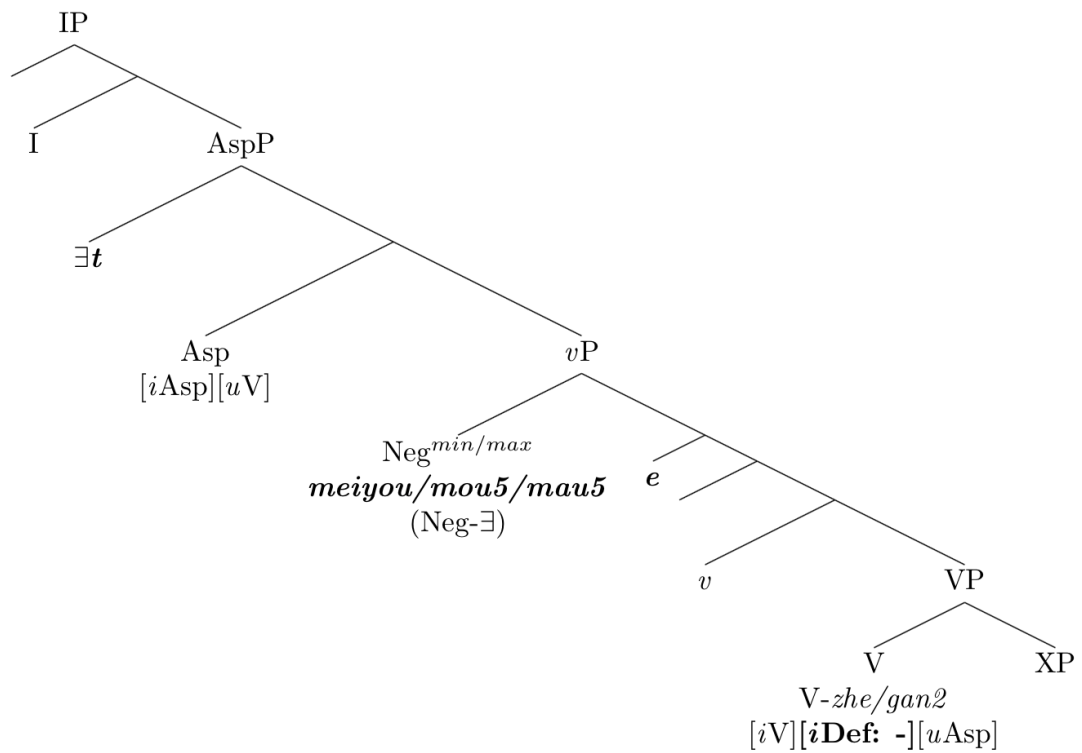 IP
I
AspP
∃t
Asp
[iAsp][uV]
vP
Neg^min/max
meiyou/mou5/mau5
(Neg-∃)
e
v
VP
V
XP
V-zhe/gan2
[iV][iDef: -][uAsp]